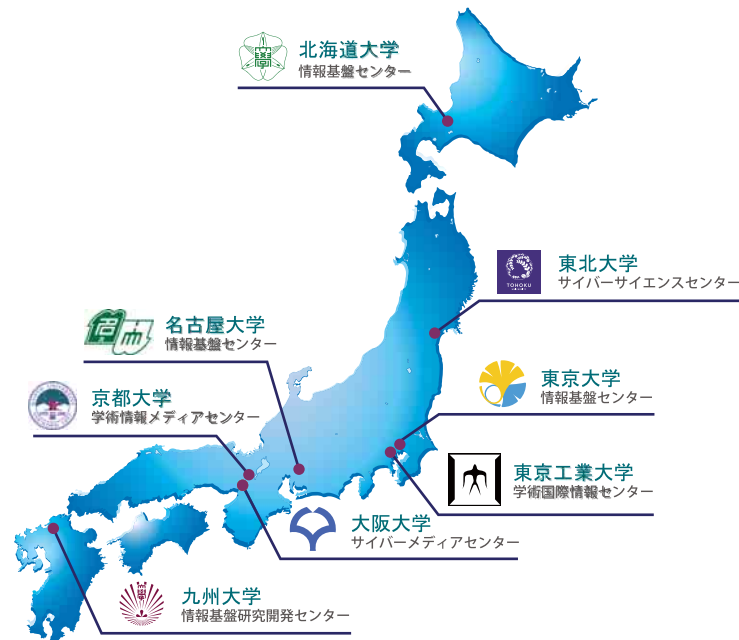 北海道大学
情報基盤センター
東北大学
サイバーサイエンスセンター
TOHOKU
名古屋大学
情報基盤センター
東京大学
情報基盤センター
京都大学
学術情報メディアセンター
東京工業大学
学術国際情報センター
大阪大学
サイバーメディアセンター
九州大学
情報基盤研究開発センター